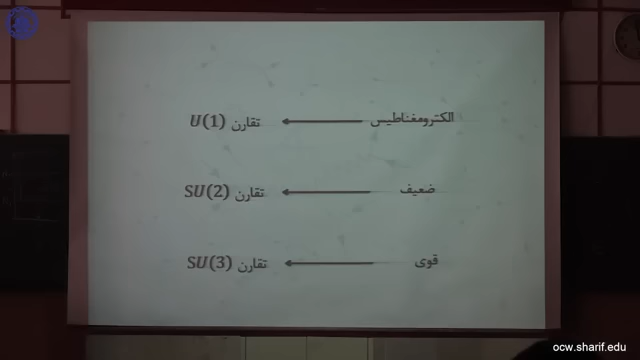 الکترومغناطیس تقارن U(1)
ضعیف تقارن SU(2)
قوی تقارن SU(3)
ocw.sharif.edu